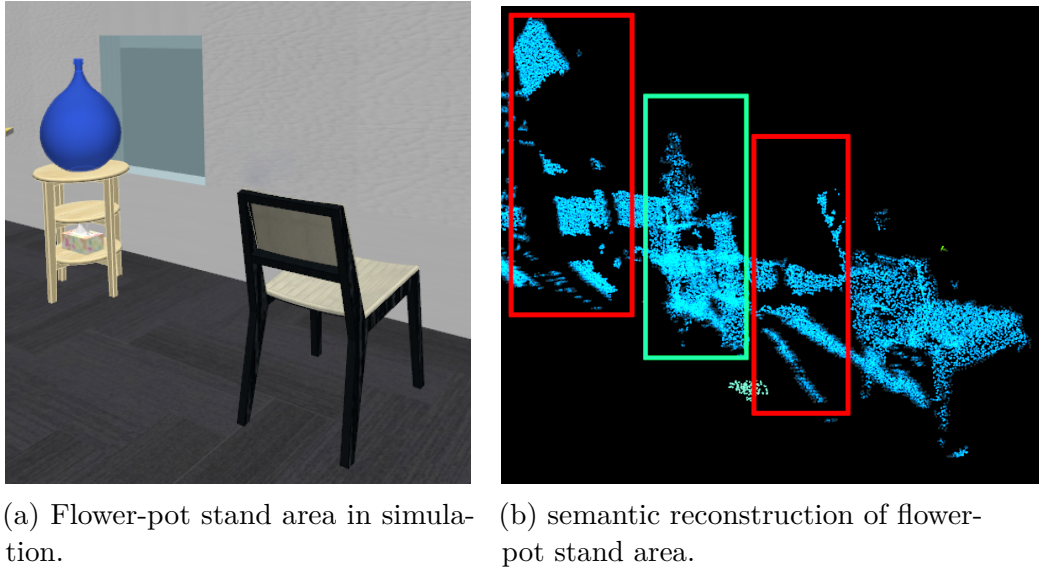 (a) Flower-pot stand area in simula-
tion.
(b) semantic reconstruction of flower-
pot stand area.